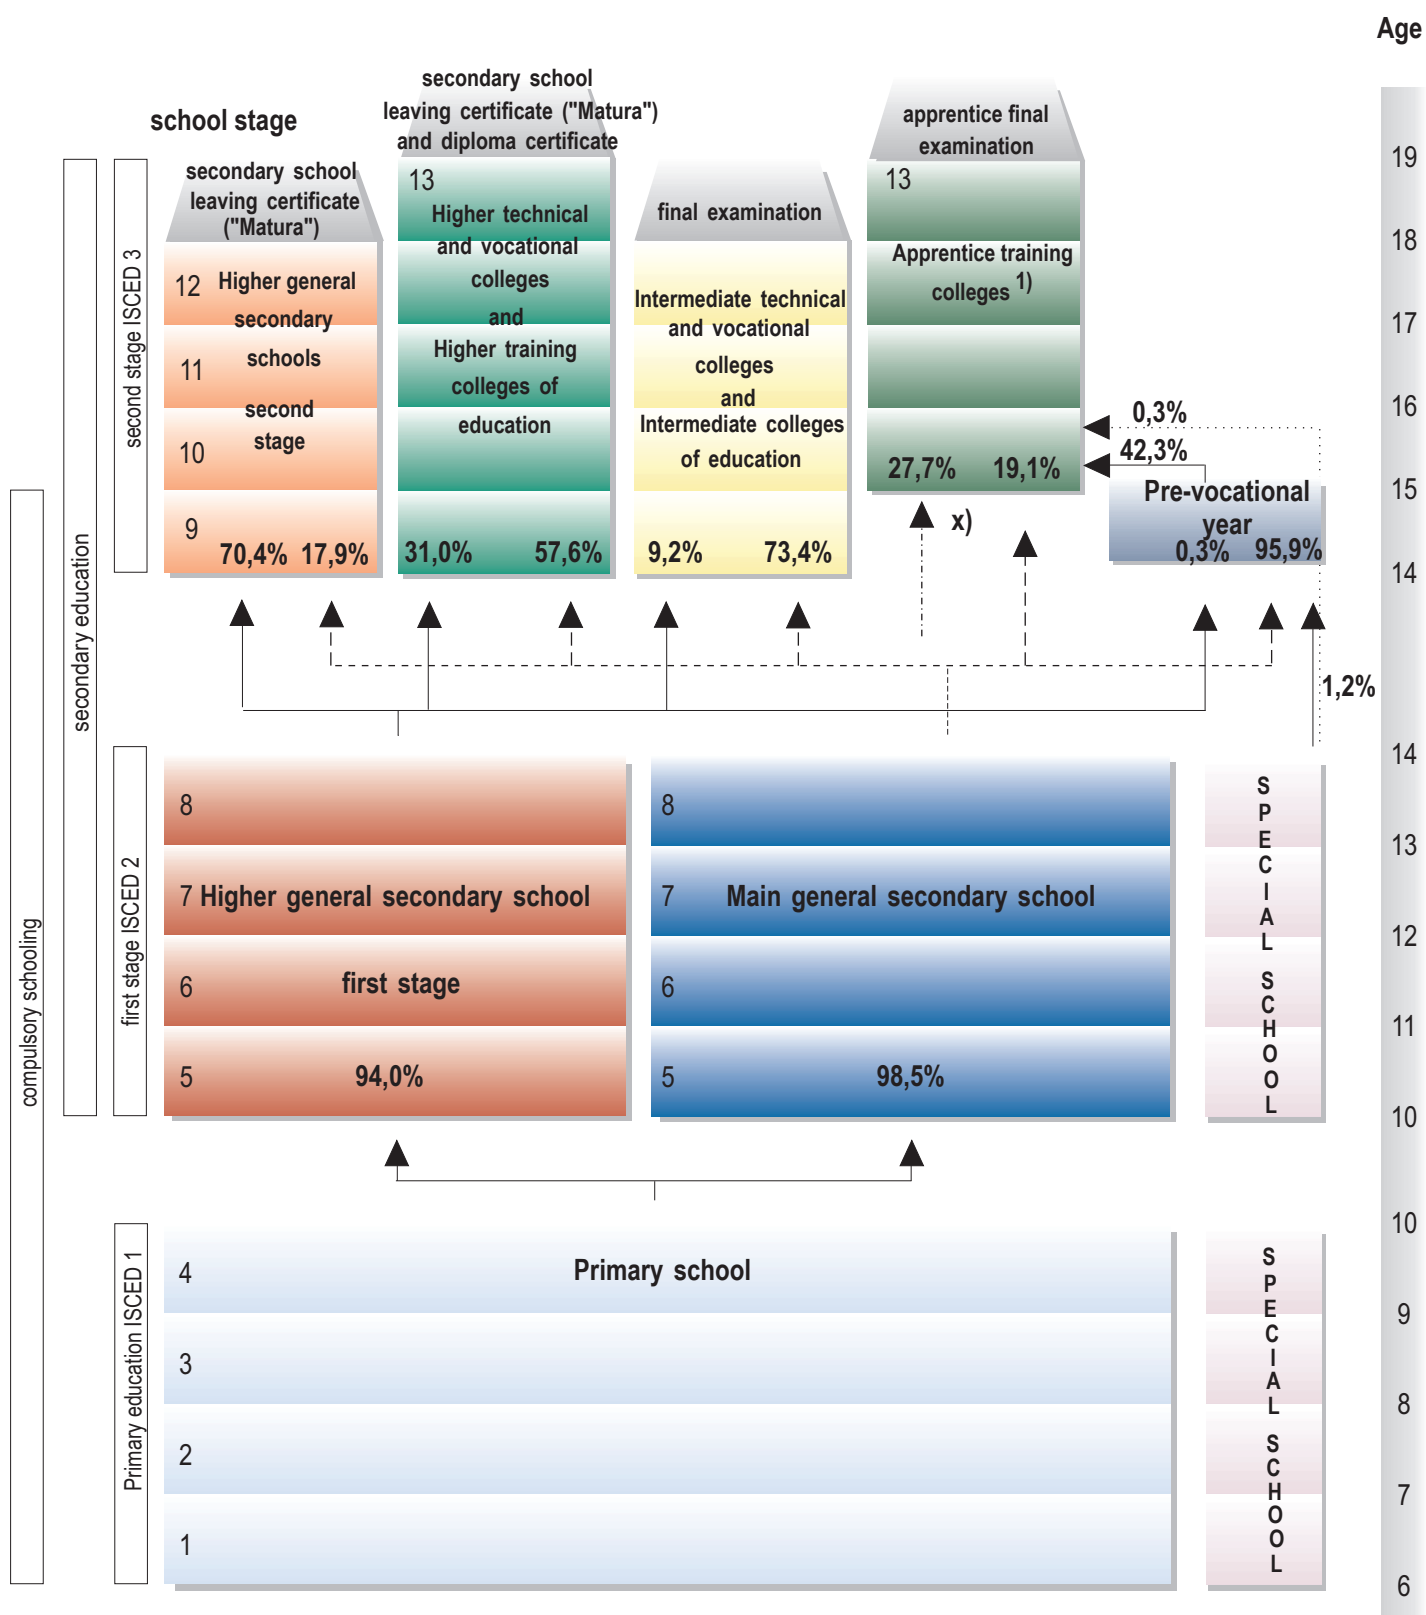 Age
school stage
secondary school
leaving certificate
("Matura")
12 Higher general
secondary
11 schools
second
10 stage
9
70,4% 17,9%
secondary school
leaving certificate ("Matura")
and diploma certificate
13
Higher technical
and vocational
colleges
and
Higher training
colleges of
education
31,0% 57,6%
final examination
Intermediate technical
and vocational
colleges
and
Intermediate colleges
of education
9,2% 73,4%
apprentice final
examination
13
Apprentice training
colleges 1)
27,7% 19,1%
x)
0,3%
42,3%
Pre-vocational
year
0,3% 95,9%
1,2%
8
7 Higher general secondary school
6 first stage
5 94,0%
8
7 Main general secondary school
6
5 98,5%
SPECIAL SCHOOL
4 Primary school
3
2
1
SPECIAL SCHOOL
compulsory schooling
secondary education
second stage ISCED 3
first stage ISCED 2
Primary education ISCED 1
19
18
17
16
15
14
14
13
12
11
10
10
9
8
7
6